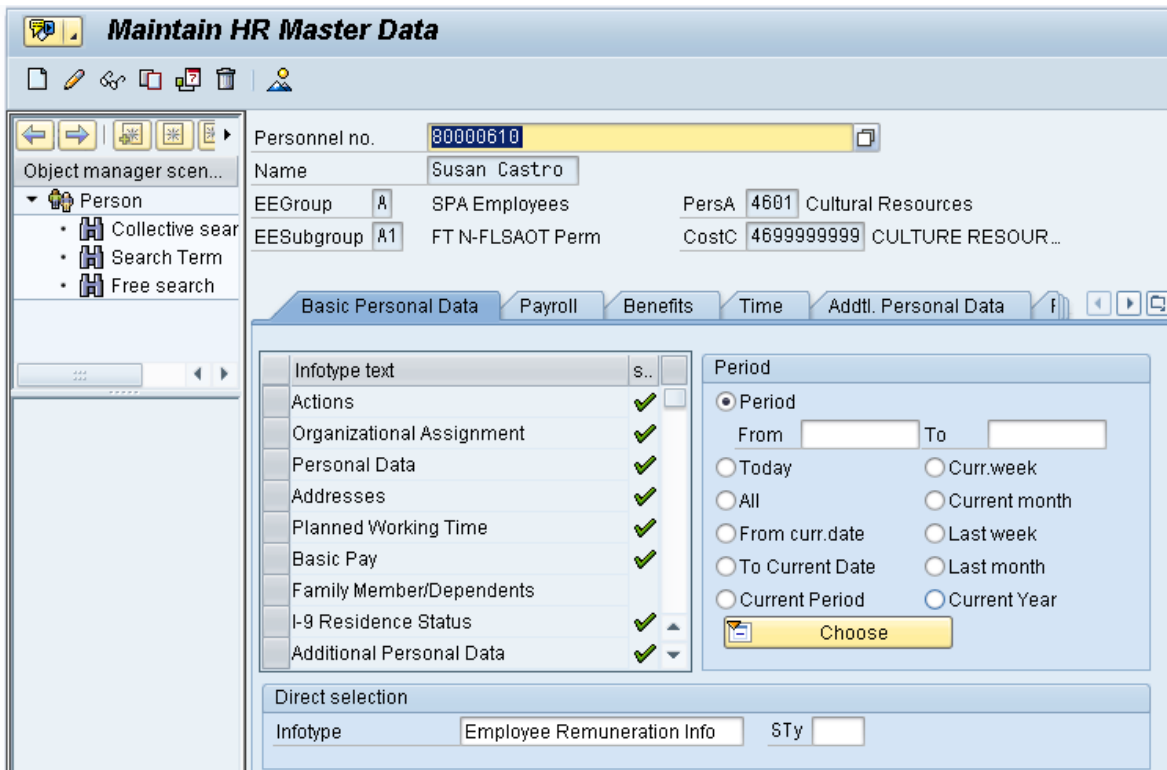 Maintain HR Master Data
Object manager scen...
Person
Collective sear
Search Term
Free search
Personnel no. 80000610
Name Susan Castro
EEGroup A SPA Employees PersA 4601 Cultural Resources
EESubgroup A1 FT N-FLSAOT Perm CostC 4699999999 CULTURE RESOUR...
Basic Personal Data Payroll Benefits Time Addtl. Personal Data
Infotype text s..
Actions
Organizational Assignment
Personal Data
Addresses
Planned Working Time
Basic Pay
Family Member/Dependents
I-9 Residence Status
Additional Personal Data
Period
Period
From To
Today Curr.week
All Current month
From curr.date Last week
To Current Date Last month
Current Period Current Year
Choose
Direct selection
Infotype Employee Remuneration Info STy